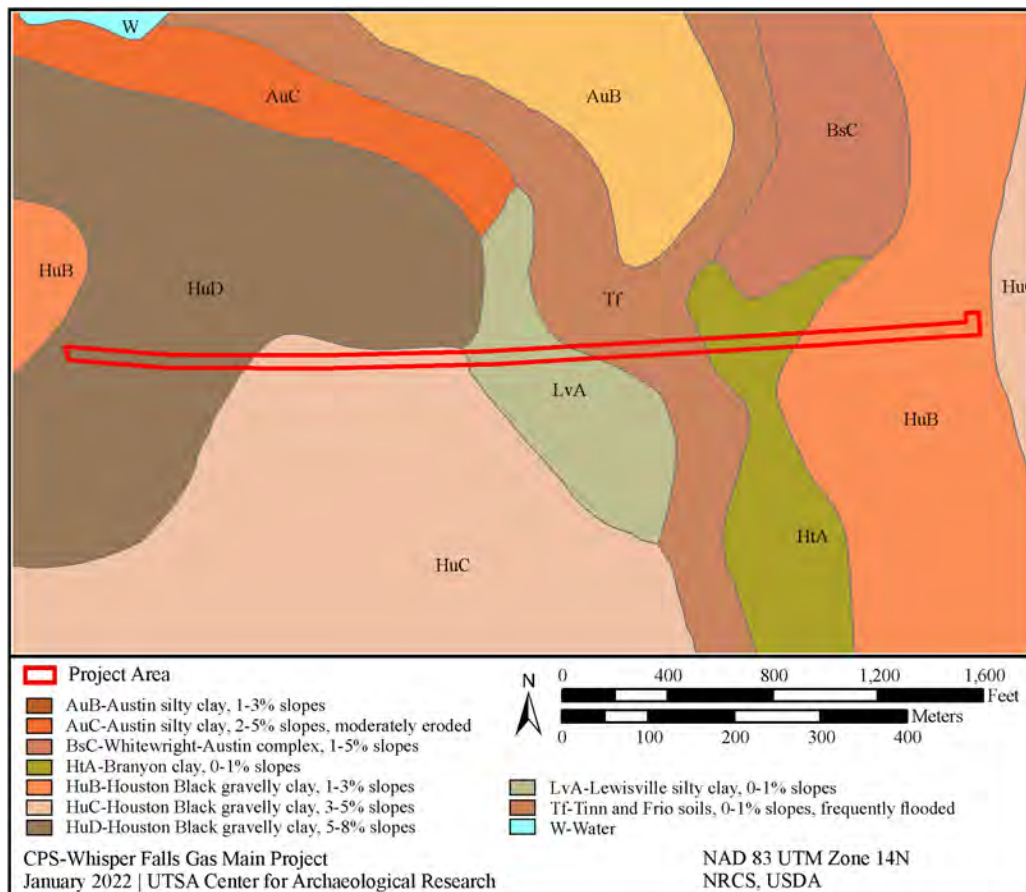 W
AuC
AuB
BsC
HuB
HuD
Tf
HuC
LvA
HuB
HtA
HuC
Project Area
AuB-Austin silty clay, 1-3% slopes
AuC-Austin silty clay, 2-5% slopes, moderately eroded
BsC-Whitewright-Austin complex, 1-5% slopes
HtA-Branyon clay, 0-1% slopes
HuB-Houston Black gravelly clay, 1-3% slopes
HuC-Houston Black gravelly clay, 3-5% slopes
HuD-Houston Black gravelly clay, 5-8% slopes
N
0 400 800 1,200 1,600
Feet
Meters
0 100 200 300 400
LvA-Lewisville silty clay, 0-1% slopes
Tf-Tinn and Frio soils, 0-1% slopes, frequently flooded
W-Water
CPS-Whisper Falls Gas Main Project
January 2022 | UTSA Center for Archaeological Research
NAD 83 UTM Zone 14N
NRCS, USDA